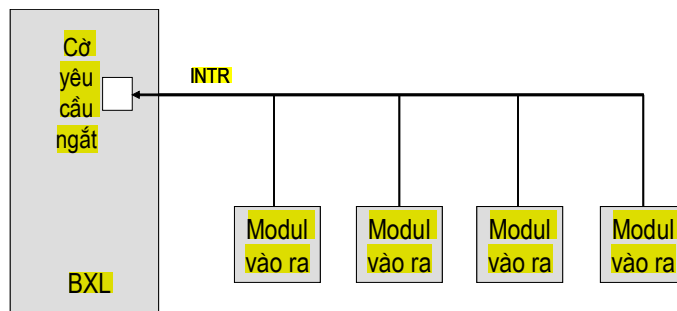 Cờ
yêu
cầu
ngắt
INTR
BXL
Modul
vào ra
Modul
vào ra
Modul
vào ra
Modul
vào ra